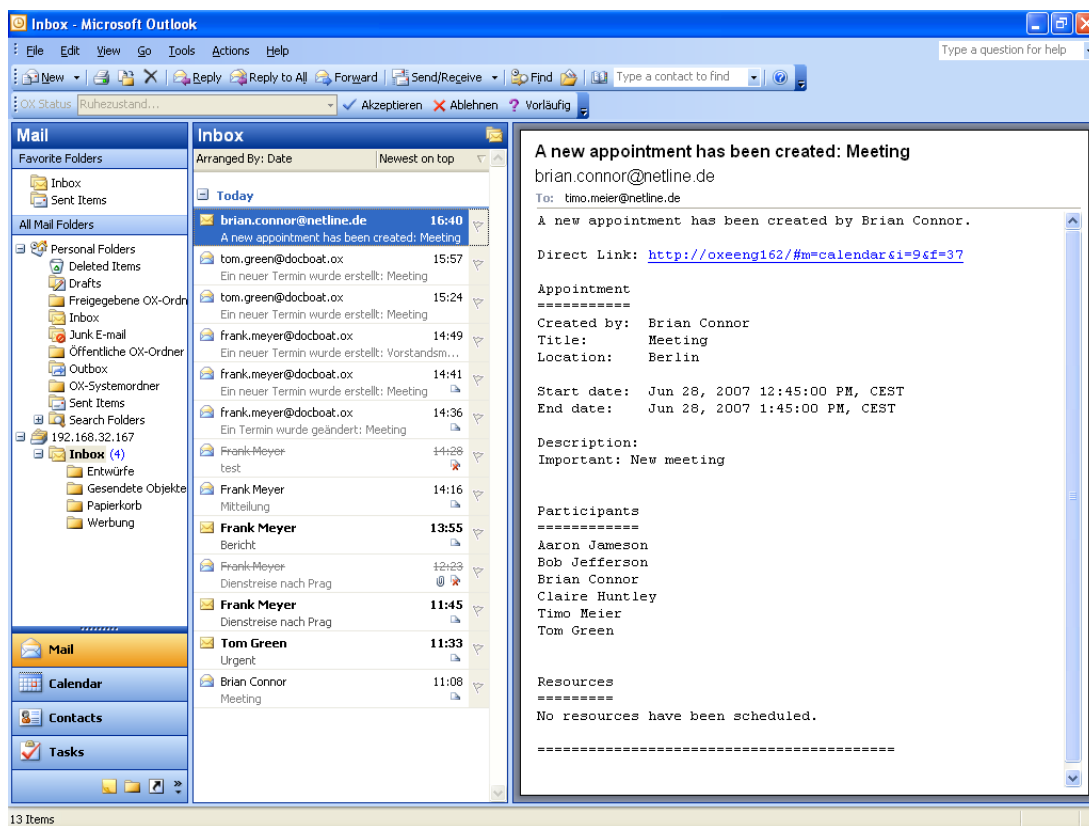 Inbox - Microsoft Outlook
File Edit View Go Tools Actions Help
Type a question for help
New Reply Reply to All Forward Send/Receive Find Type a contact to find
OX Status Ruhezustand... Akzeptieren Ablehnen ? Vorläufig
Mail
Favorite Folders
Inbox
Sent Items
All Mail Folders
Personal Folders
Deleted Items
Drafts
Freigegebene OX-Ordn
Inbox
Junk E-mail
Öffentliche OX-Ordner
Outbox
OX-Systemordner
Sent Items
Search Folders
192.168.32.167
Inbox (4)
Entwürfe
Gesendete Objekte
Papierkorb
Werbung
Mail
Calendar
Contacts
Tasks
Inbox
Arranged By: Date Newest on top
Today
brian.connor@netline.de 16:40
A new appointment has been created: Meeting
tom.green@docboat.ox 15:57
Ein neuer Termin wurde erstellt: Meeting
tom.green@docboat.ox 15:24
Ein neuer Termin wurde erstellt: Meeting
frank.meyer@docboat.ox 14:49
Ein neuer Termin wurde erstellt: Vorstandsm...
frank.meyer@docboat.ox 14:41
Ein neuer Termin wurde erstellt: Meeting
frank.meyer@docboat.ox 14:36
Ein Termin wurde geändert: Meeting
Frank Meyer 14:28
test
Frank Meyer 14:16
Mitteilung
Frank Meyer 13:55
Bericht
Frank Meyer 12:23
Dienstreise nach Prag
Frank Meyer 11:45
Dienstreise nach Prag
Tom Green 11:33
Urgent
Brian Connor 11:08
Meeting
A new appointment has been created: Meeting
brian.connor@netline.de
To: timo.meier@netline.de
A new appointment has been created by Brian Connor.
Direct Link: http://oxeeng162/#m=calendar&i=9&f=37
Appointment
===========
Created by: Brian Connor
Title: Meeting
Location: Berlin
Start date: Jun 28, 2007 12:45:00 PM, CEST
End date: Jun 28, 2007 1:45:00 PM, CEST
Description:
Important: New meeting
Participants
============
Aaron Jameson
Bob Jefferson
Brian Connor
Claire Huntley
Timo Meier
Tom Green
Resources
=========
No resources have been scheduled.
==========================================
13 Items